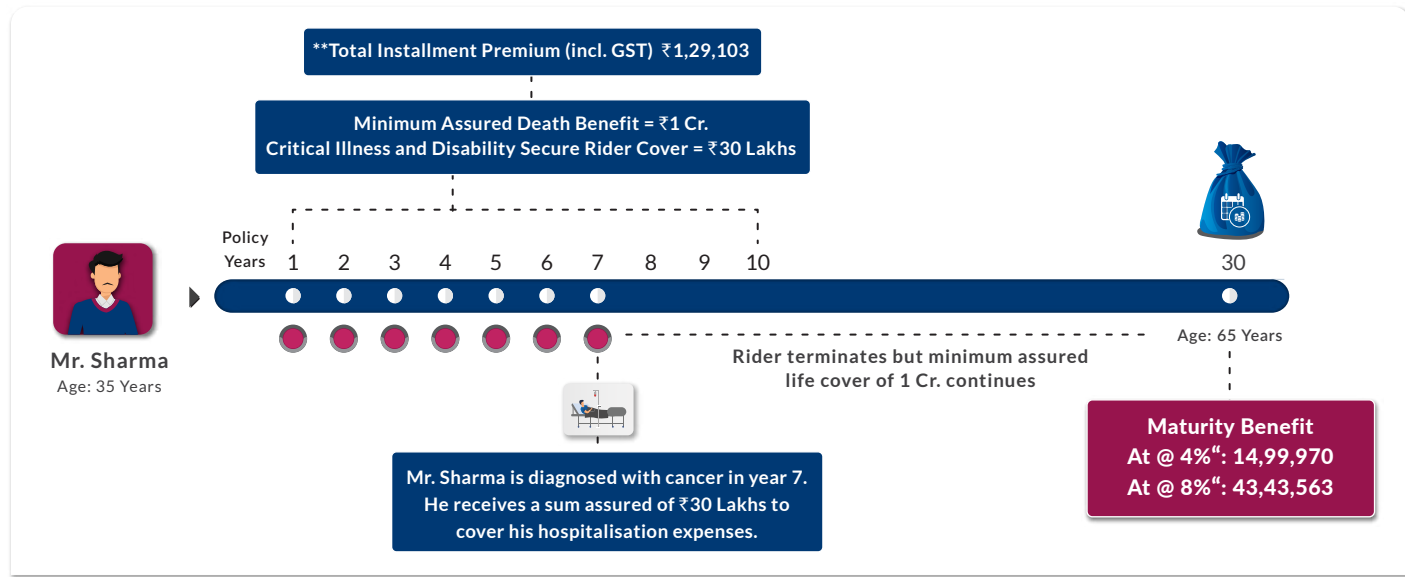 **Total Installment Premium (incl. GST) ₹1,29,103
Minimum Assured Death Benefit = ₹1 Cr.
Critical Illness and Disability Secure Rider Cover = ₹30 Lakhs
Policy
Years
1 2 3 4 5 6 7 8 9 10 30
Mr. Sharma
Age: 35 Years
Age: 65 Years
Rider terminates but minimum assured
life cover of 1 Cr. continues
Mr. Sharma is diagnosed with cancer in year 7.
He receives a sum assured of ₹30 Lakhs to
cover his hospitalisation expenses.
Maturity Benefit
At @ 4%“: 14,99,970
At @ 8%“: 43,43,563